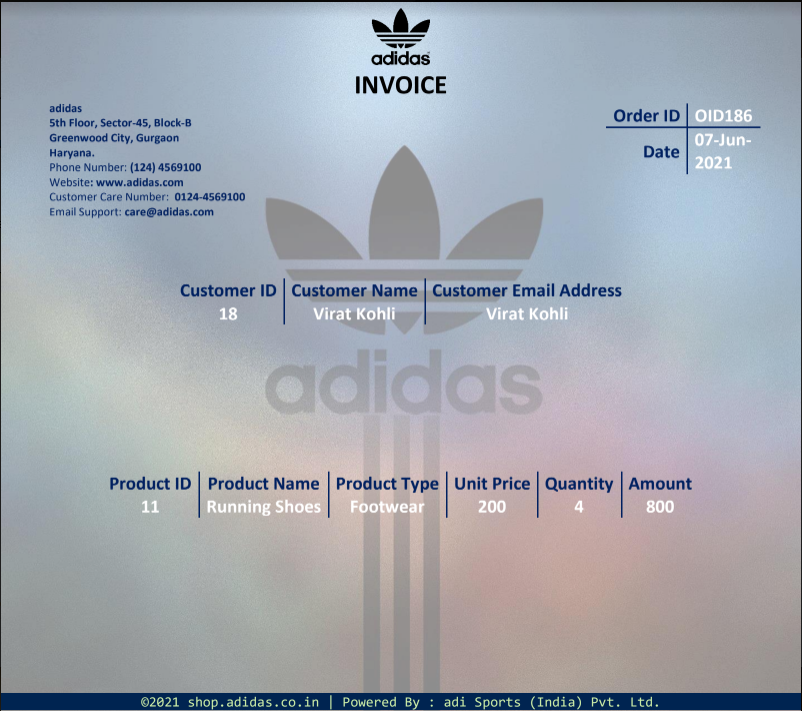 adidas
INVOICE
adidas
5th Floor, Sector-45, Block-B
Greenwood City, Gurgaon
Haryana.
Phone Number: (124) 4569100
Website: www.adidas.com
Customer Care Number: 0124-4569100
Email Support: care@adidas.com
Order ID OID186
Date 07-Jun-
2021
Customer ID Customer Name Customer Email Address
18 Virat Kohli Virat Kohli
adidas
Product ID Product Name Product Type Unit Price Quantity Amount
11 Running Shoes Footwear 200 4 800
©2021 shop.adidas.co.in | Powered By : adi Sports (India) Pvt. Ltd.